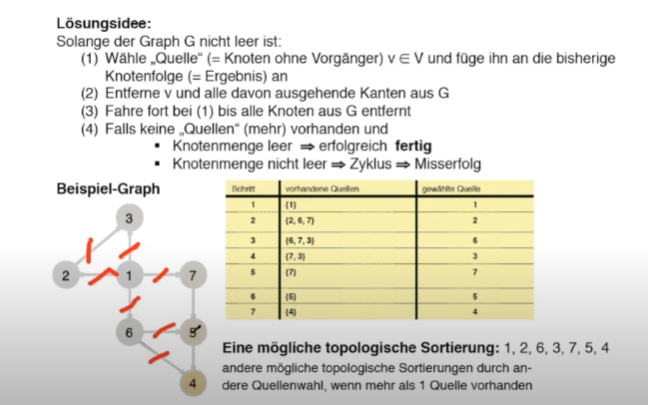 Lösungsidee:
Solange der Graph G nicht leer ist:
(1) Wähle „Quelle“ (= Knoten ohne Vorgänger) v ∈ V und füge ihn an die bisherige
Knotenfolge (= Ergebnis) an
(2) Entferne v und alle davon ausgehende Kanten aus G
(3) Fahre fort bei (1) bis alle Knoten aus G entfernt
(4) Falls keine „Quellen“ (mehr) vorhanden und
▪ Knotenmenge leer ⇒ erfolgreich fertig
▪ Knotenmenge nicht leer ⇒ Zyklus ⇒ Misserfolg
Beispiel-Graph
3
2 1 7
6 5
4
Schritt vorhandene Quellen gewählte Quelle
1 {1} 1
2 {2, 6, 7} 2
3 {6, 7, 3} 6
4 {7, 3} 3
5 {7} 7
6 {5} 5
7 {4} 4
Eine mögliche topologische Sortierung: 1, 2, 6, 3, 7, 5, 4
andere mögliche topologische Sortierungen durch an-
dere Quellenwahl, wenn mehr als 1 Quelle vorhanden